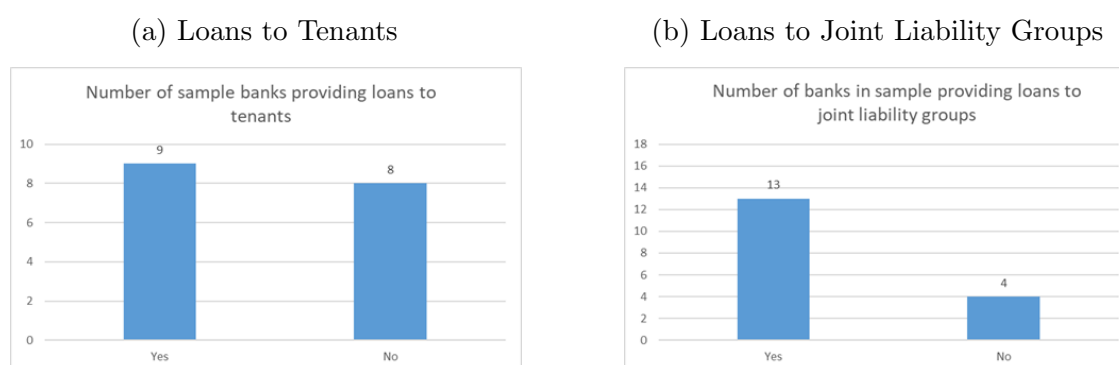 (a) Loans to Tenants
Number of sample banks providing loans to
tenants
10
9
8
8
6
4
2
0
Yes
No
(b) Loans to Joint Liability Groups
Number of banks in sample providing loans to
joint liability groups
18
16
14
13
12
10
8
6
4
4
2
0
Yes
No